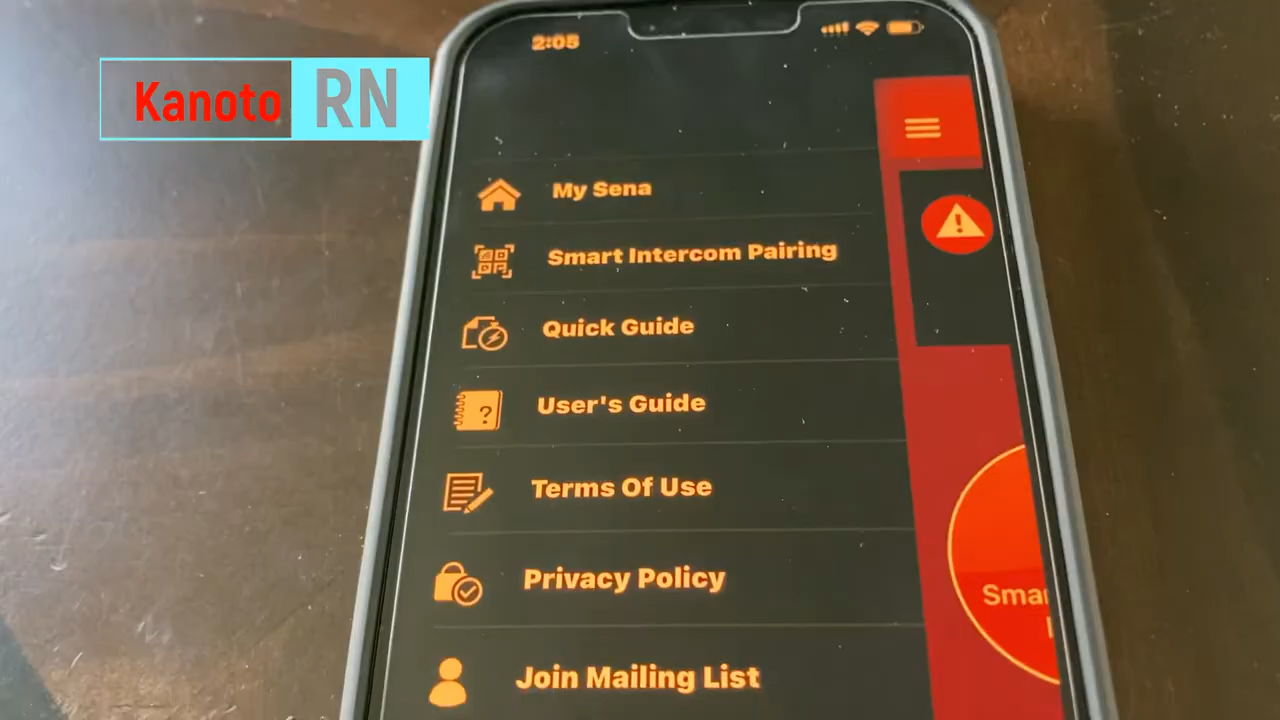 Kanoto RN
2:05
My Sena
Smart Intercom Pairing
Quick Guide
User's Guide
Terms Of Use
Privacy Policy
Join Mailing List